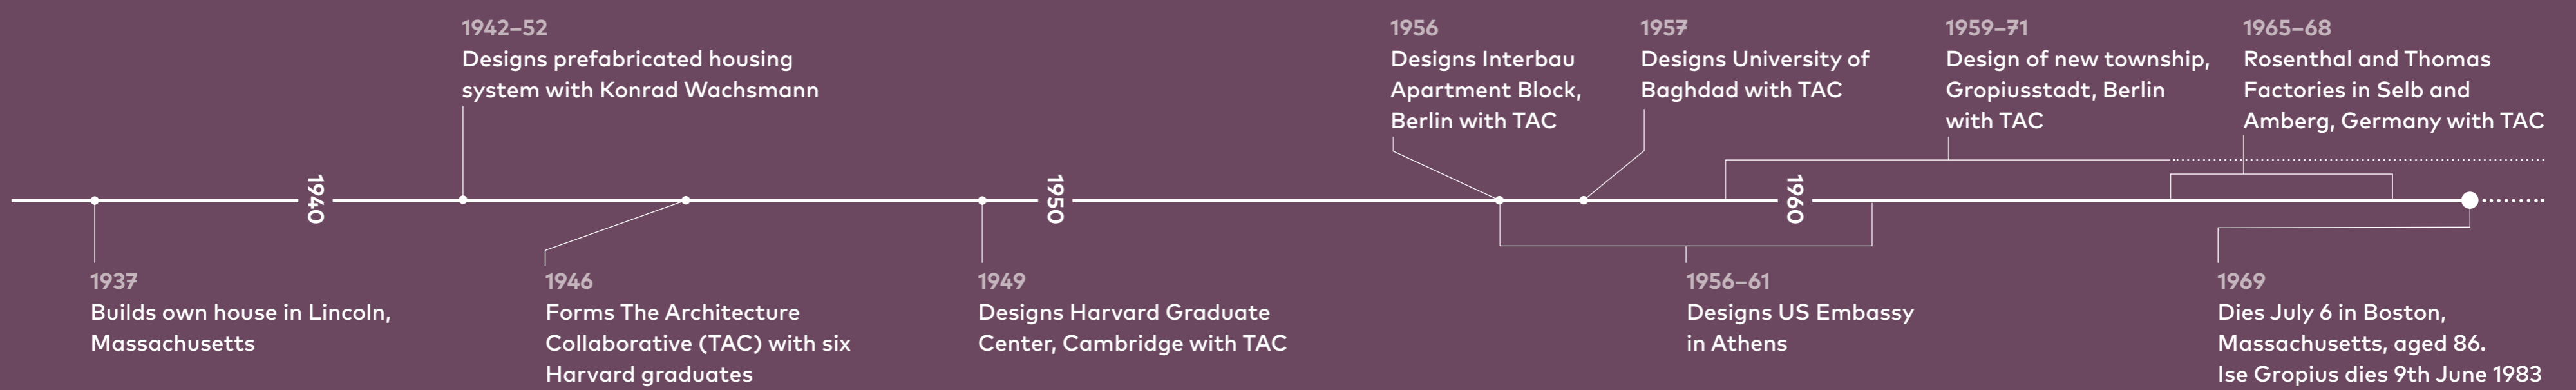 1942–52
Designs prefabricated housing
system with Konrad Wachsmann
1956
Designs Interbau
Apartment Block,
Berlin with TAC
1957
Designs University of
Baghdad with TAC
1959–71
Design of new township,
Gropiusstadt, Berlin
with TAC
1965–68
Rosenthal and Thomas
Factories in Selb and
Amberg, Germany with TAC
1940
1950
1960
1937
Builds own house in Lincoln,
Massachusetts
1946
Forms The Architecture
Collaborative (TAC) with six
Harvard graduates
1949
Designs Harvard Graduate
Center, Cambridge with TAC
1956–61
Designs US Embassy
in Athens
1969
Dies July 6 in Boston,
Massachusetts, aged 86.
Ise Gropius dies 9th June 1983